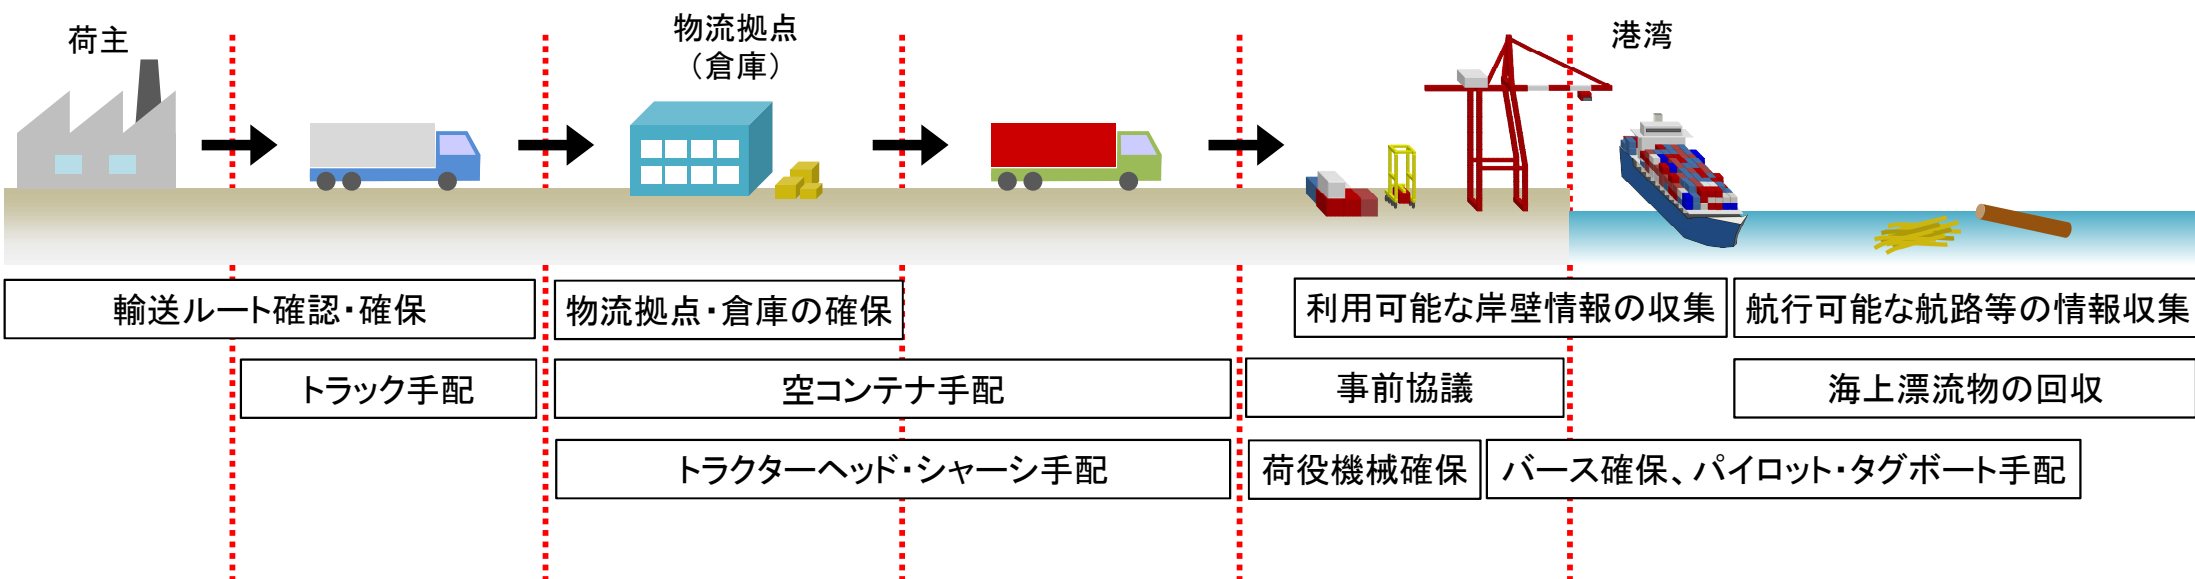 荷主
物流拠点
（倉庫）
港湾
輸送ルート確認・確保
物流拠点・倉庫の確保
利用可能な岸壁情報の収集
航行可能な航路等の情報収集
トラック手配
空コンテナ手配
事前協議
海上漂流物の回収
トラクターヘッド・シャーシ手配
荷役機械確保
バース確保、パイロット・タグボート手配